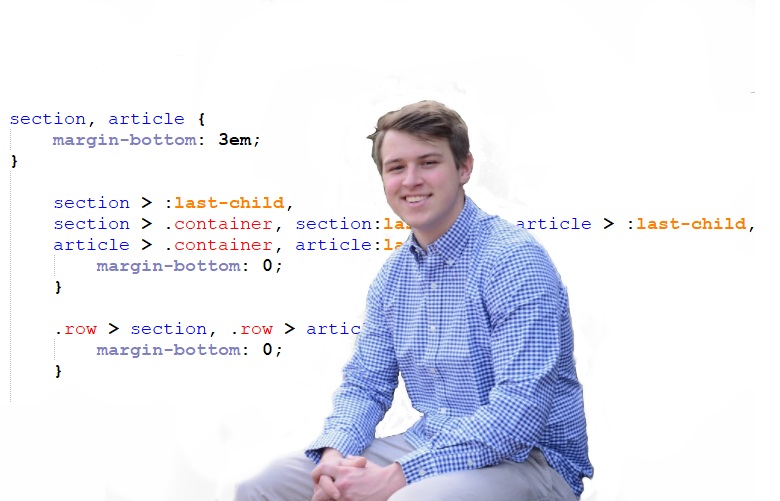 section, article {
margin-bottom: 3em;
}
section > :last-child,
section > .container, section:la article > :last-child,
article > .container, article:la
margin-bottom: 0;
}
.row > section, .row > artic
margin-bottom: 0;
}